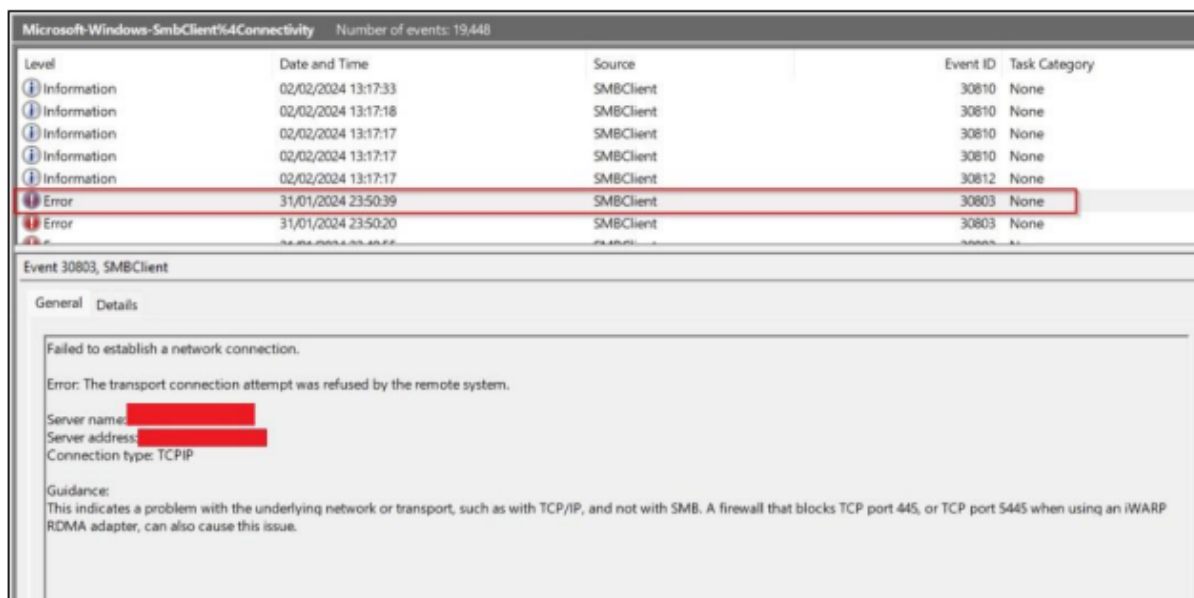 Microsoft-Windows-SmbClient%4Connectivity Number of events: 19,448
Level Date and Time Source Event ID Task Category
Information 02/02/2024 13:17:33 SMBClient 30810 None
Information 02/02/2024 13:17:18 SMBClient 30810 None
Information 02/02/2024 13:17:17 SMBClient 30810 None
Information 02/02/2024 13:17:17 SMBClient 30810 None
Information 02/02/2024 13:17:17 SMBClient 30812 None
Error 31/01/2024 23:50:39 SMBClient 30803 None
Error 31/01/2024 23:50:20 SMBClient 30803 None
Event 30803, SMBClient
General Details
Failed to establish a network connection.
Error: The transport connection attempt was refused by the remote system.
Server name:
Server address:
Connection type: TCPIP
Guidance:
This indicates a problem with the underlying network or transport, such as with TCP/IP, and not with SMB. A firewall that blocks TCP port 445, or TCP port 5445 when using an iWARP
RDMA adapter, can also cause this issue.